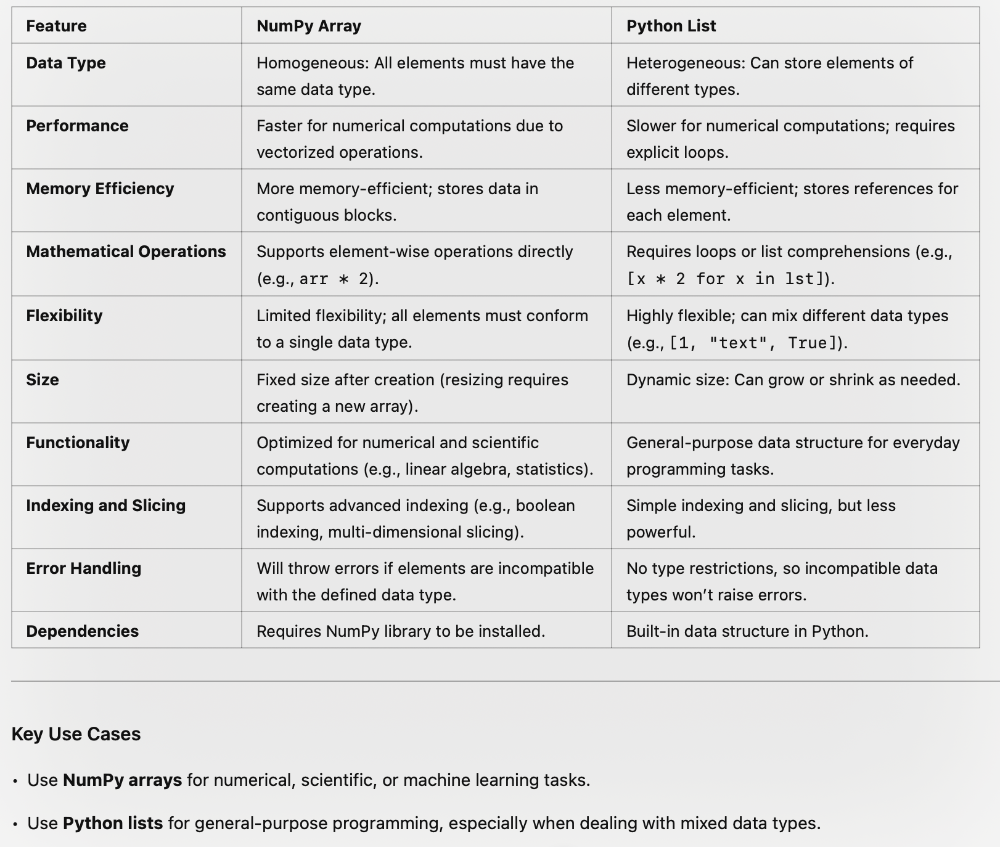 Feature NumPy Array Python List
Data Type Homogeneous: All elements must have the Heterogeneous: Can store elements of
same data type. different types.
Performance Faster for numerical computations due to Slower for numerical computations; requires
vectorized operations. explicit loops.
Memory Efficiency More memory-efficient; stores data in Less memory-efficient; stores references for
contiguous blocks. each element.
Mathematical Operations Supports element-wise operations directly Requires loops or list comprehensions (e.g.,
(e.g., arr * 2). [x * 2 for x in lst]).
Flexibility Limited flexibility; all elements must conform Highly flexible; can mix different data types
to a single data type. (e.g., [1, "text", True]).
Size Fixed size after creation (resizing requires Dynamic size: Can grow or shrink as needed.
creating a new array).
Functionality Optimized for numerical and scientific General-purpose data structure for everyday
computations (e.g., linear algebra, statistics). programming tasks.
Indexing and Slicing Supports advanced indexing (e.g., boolean Simple indexing and slicing, but less
indexing, multi-dimensional slicing). powerful.
Error Handling Will throw errors if elements are incompatible No type restrictions, so incompatible data
with the defined data type. types won’t raise errors.
Dependencies Requires NumPy library to be installed. Built-in data structure in Python.
Key Use Cases
• Use NumPy arrays for numerical, scientific, or machine learning tasks.
• Use Python lists for general-purpose programming, especially when dealing with mixed data types.